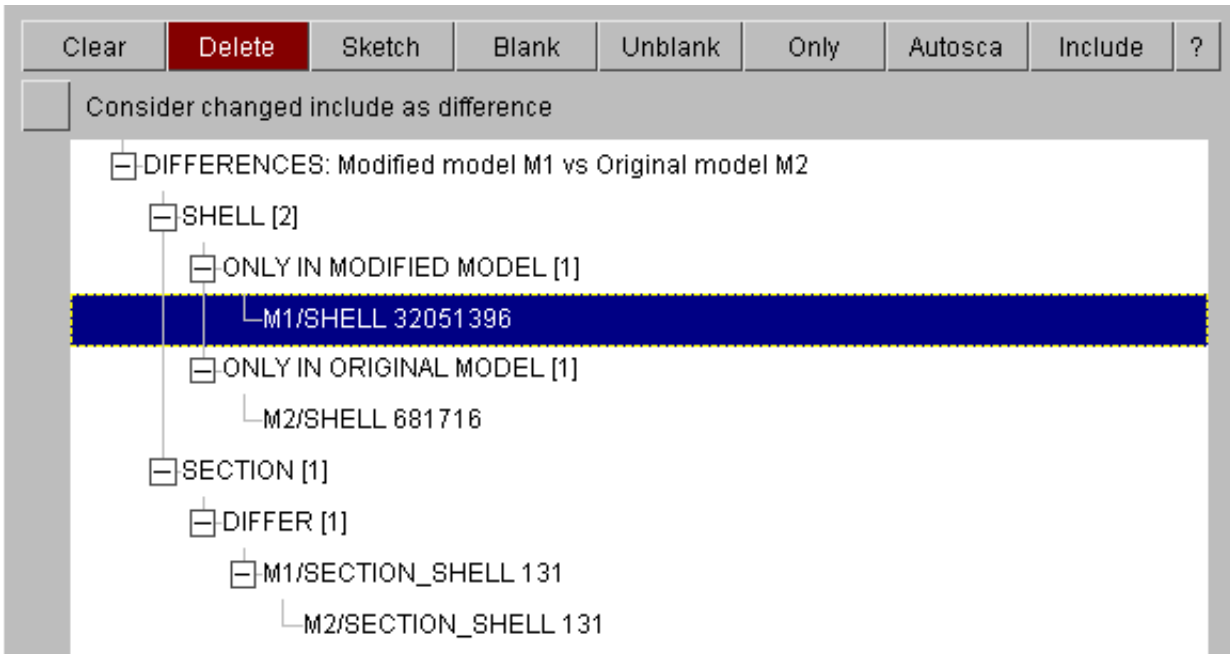 Clear Delete Sketch Blank Unblank Only Autosca Include ?
Consider changed include as difference
DIFFERENCES: Modified model M1 vs Original model M2
SHELL [2]
ONLY IN MODIFIED MODEL [1]
M1/SHELL 32051396
ONLY IN ORIGINAL MODEL [1]
M2/SHELL 681716
SECTION [1]
DIFFER [1]
M1/SECTION_SHELL 131
M2/SECTION_SHELL 131